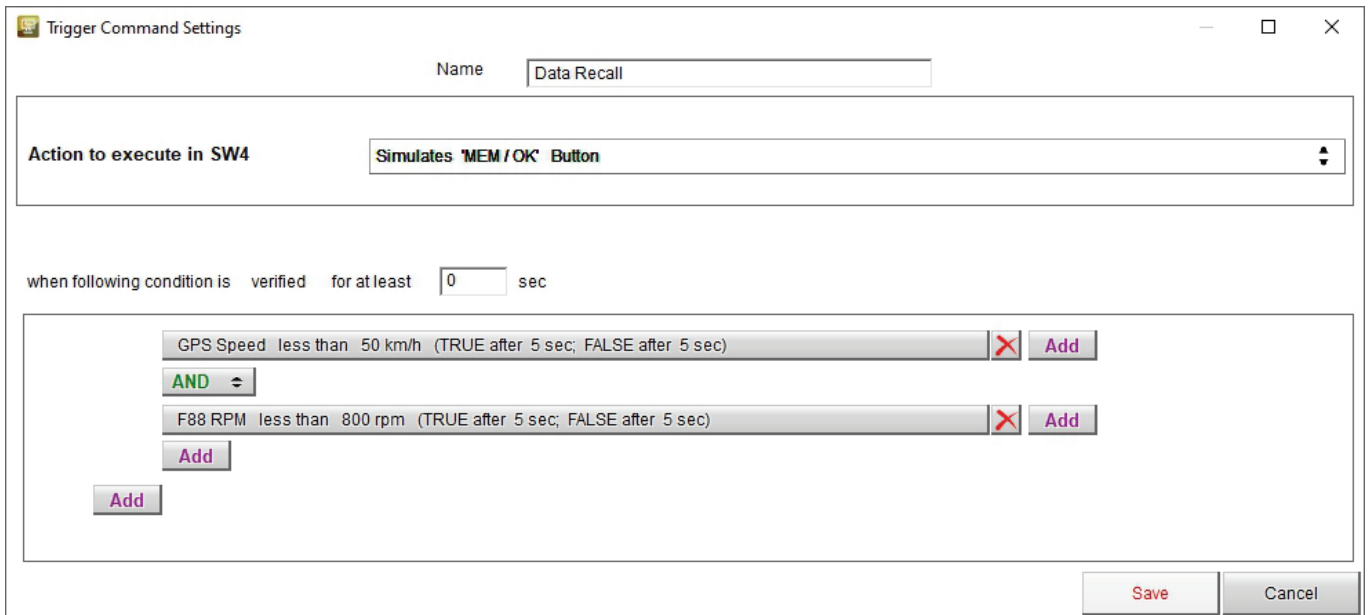 Trigger Command Settings
Name Data Recall
Action to execute in SW4 Simulates 'MEM / OK' Button
when following condition is verified for at least 0 sec
GPS Speed less than 50 km/h (TRUE after 5 sec; FALSE after 5 sec) Add
AND
F88 RPM less than 800 rpm (TRUE after 5 sec; FALSE after 5 sec) Add
Add
Add
Save Cancel